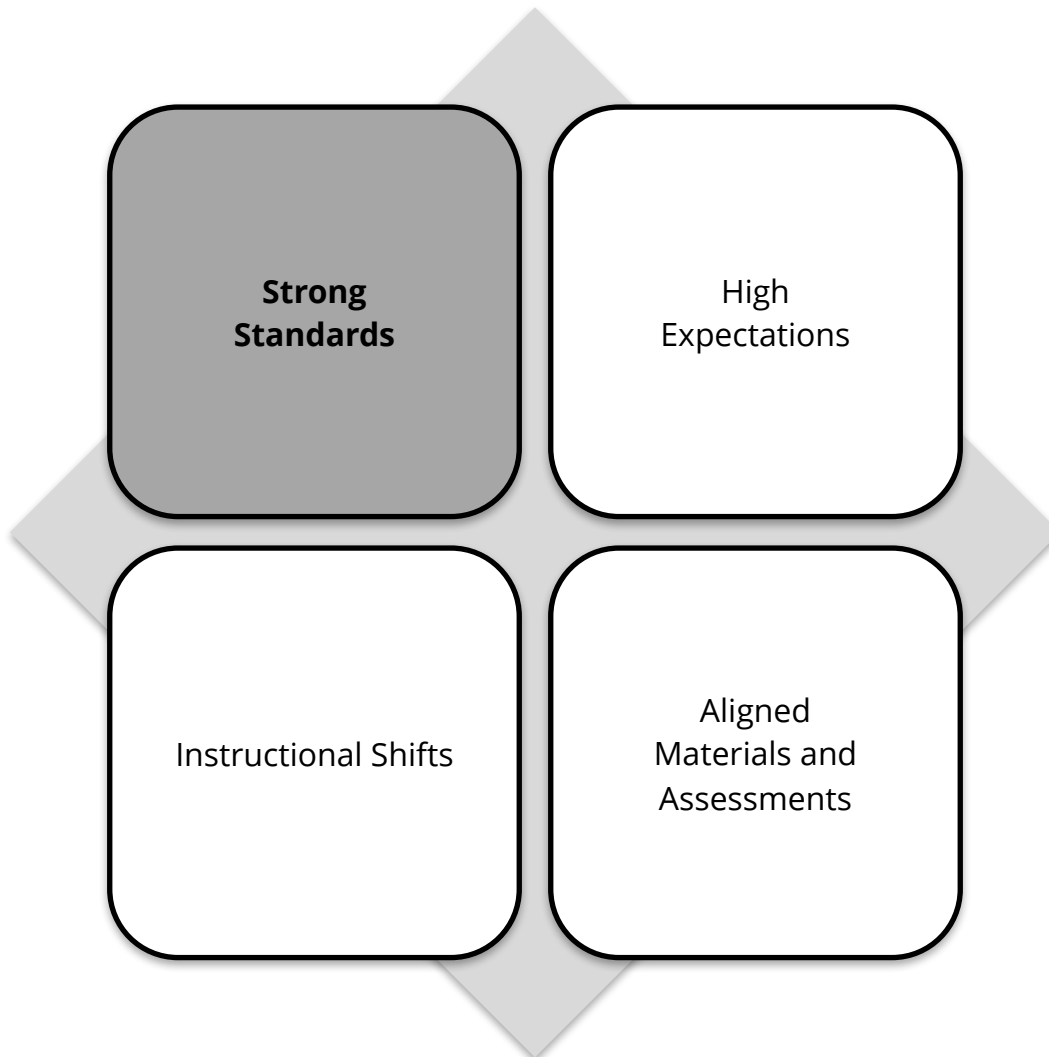 Strong
Standards
High
Expectations
Instructional Shifts
Aligned
Materials and
Assessments